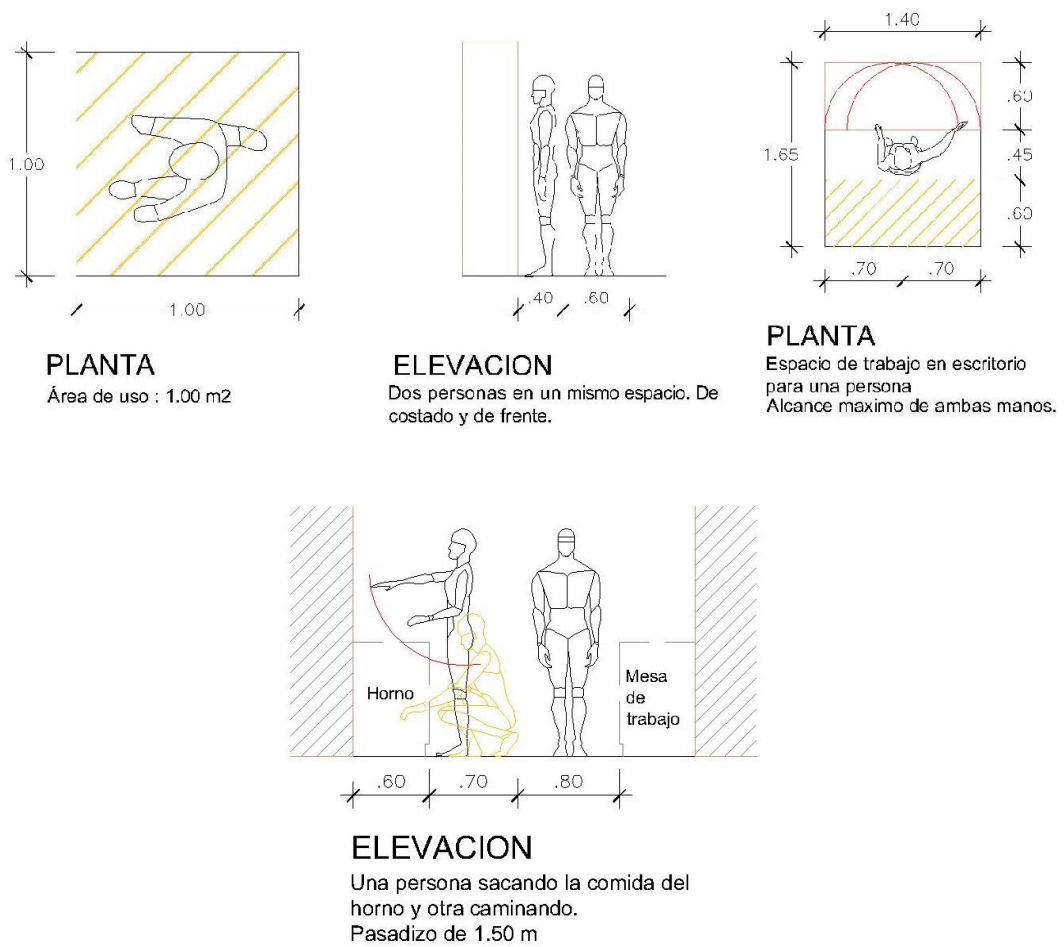 1.00
1.00
PLANTA
Área de uso : 1.00 m2
.40
.60
ELEVACION
Dos personas en un mismo espacio. De
costado y de frente.
1.40
1.65
.60
.45
.60
.70
.70
PLANTA
Espacio de trabajo en escritorio
para una persona
Alcance maximo de ambas manos.
Horno
Mesa
de
trabajo
.60
.70
.80
ELEVACION
Una persona sacando la comida del
horno y otra caminando.
Pasadizo de 1.50 m